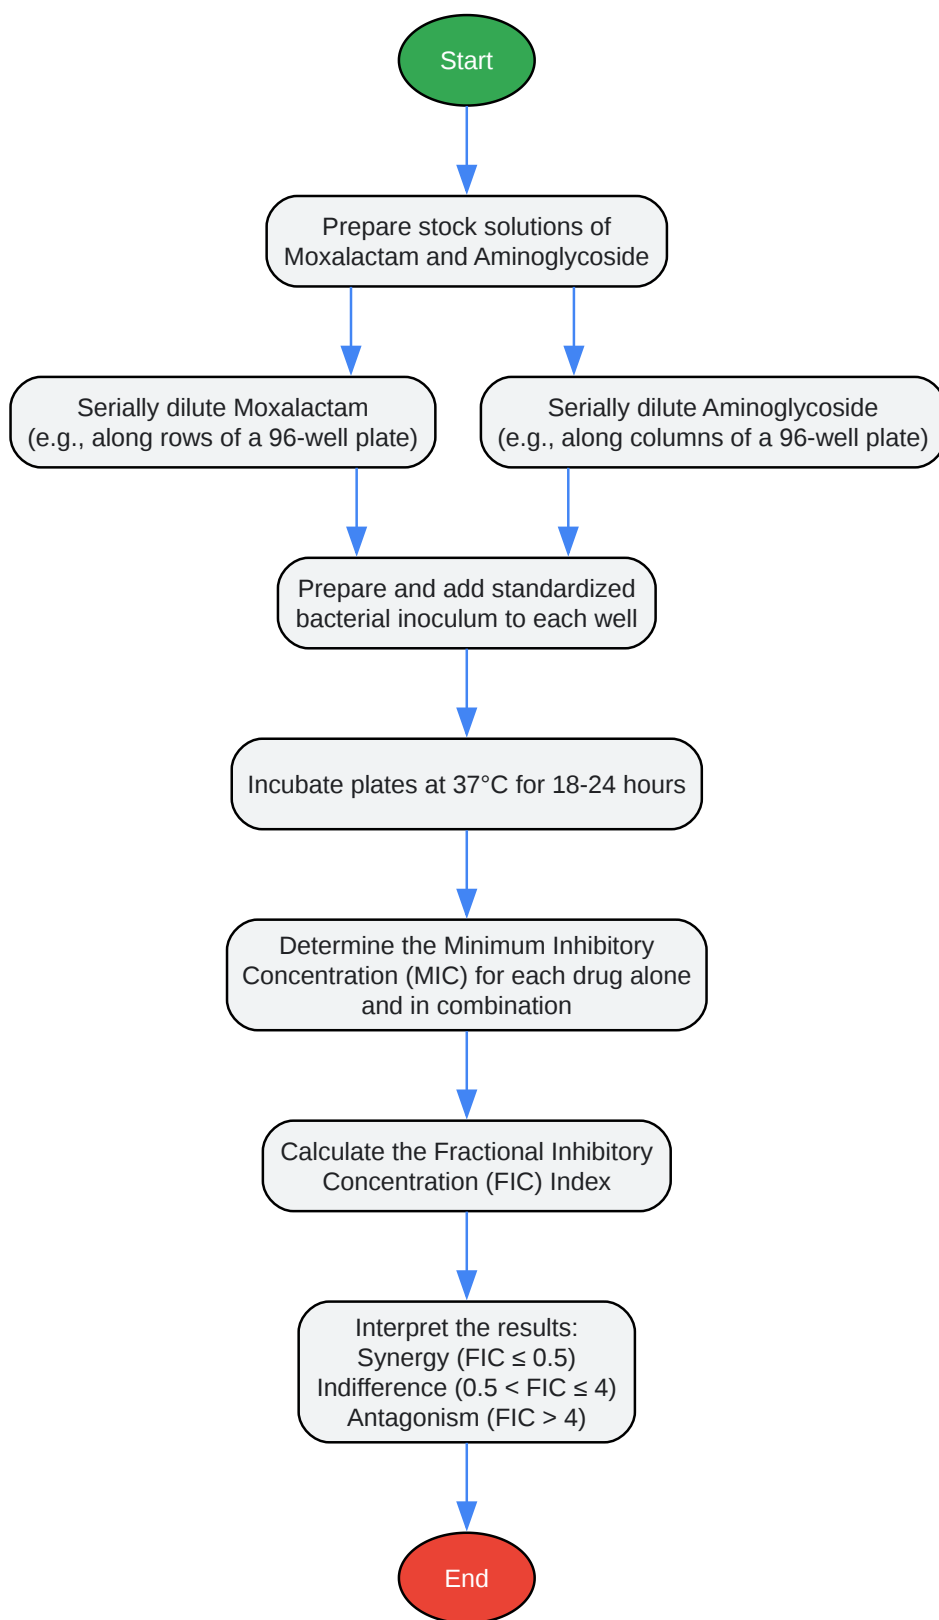 Start
Prepare stock solutions of
Moxalactam and Aminoglycoside
Serially dilute Moxalactam
(e.g., along rows of a 96-well plate)
Serially dilute Aminoglycoside
(e.g., along columns of a 96-well plate)
Prepare and add standardized
bacterial inoculum to each well
Incubate plates at 37°C for 18-24 hours
Determine the Minimum Inhibitory
Concentration (MIC) for each drug alone
and in combination
Calculate the Fractional Inhibitory
Concentration (FIC) Index
Interpret the results:
Synergy (FIC ≤ 0.5)
Indifference (0.5 < FIC ≤ 4)
Antagonism (FIC > 4)
End